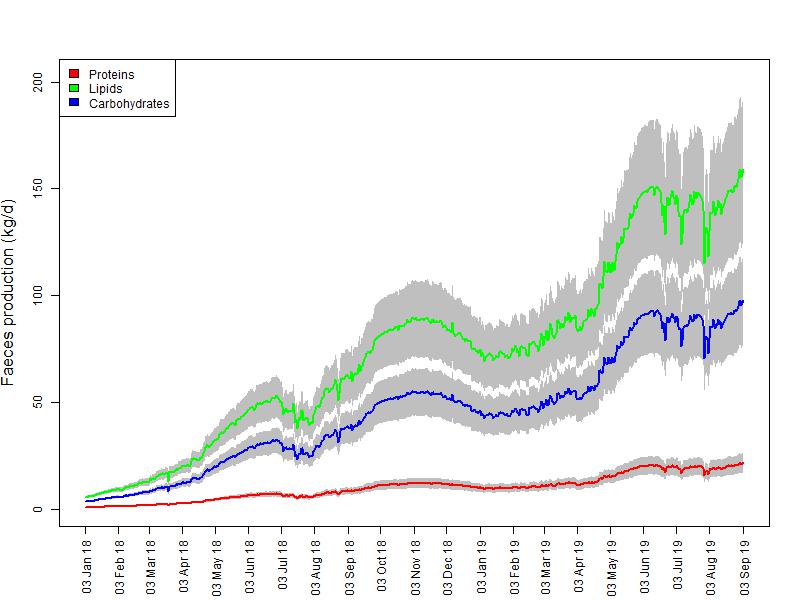 Proteins
Lipids
Carbohydrates
Faeces production (kg/d)
200
150
100
50
0
03 Jan 18
03 Feb 18
03 Mar 18
03 Apr 18
03 May 18
03 Jun 18
03 Jul 18
03 Aug 18
03 Sep 18
03 Oct 18
03 Nov 18
03 Dec 18
03 Jan 19
03 Feb 19
03 Mar 19
03 Apr 19
03 May 19
03 Jun 19
03 Jul 19
03 Aug 19
03 Sep 19